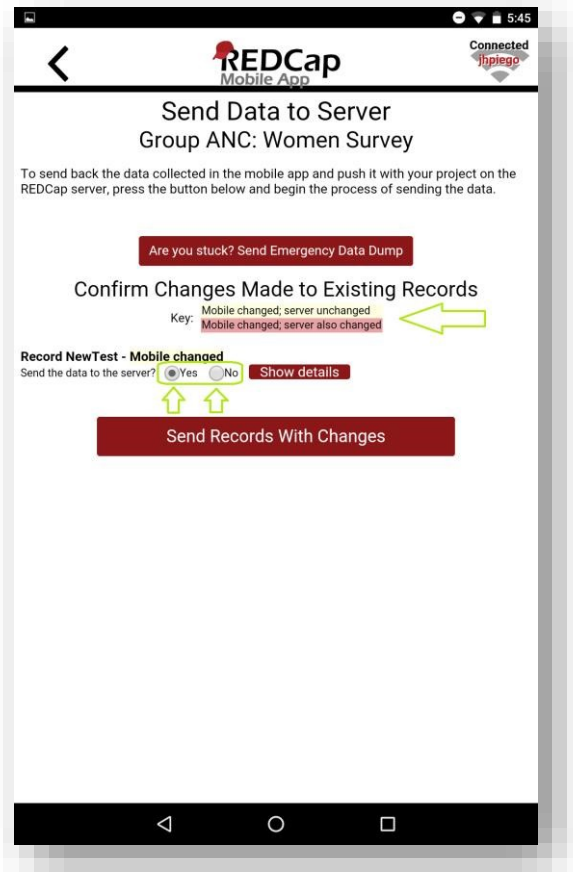 5:45
REDCap
Mobile App
Connected
jhpiego
Send Data to Server
Group ANC: Women Survey
To send back the data collected in the mobile app and push it with your project on the
REDCap server, press the button below and begin the process of sending the data.
Are you stuck? Send Emergency Data Dump
Confirm Changes Made to Existing Records
Key:
Mobile changed; server unchanged
Mobile changed; server also changed
Record NewTest - Mobile changed
Send the data to the server? Yes No Show details
Send Records With Changes